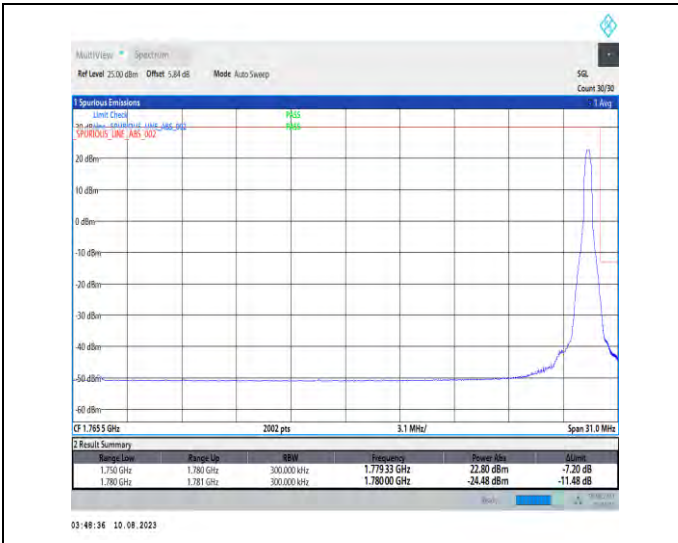 MultiView Spectrum
Ref Level 25.00 dBm Offset 5.84 dB Mode Auto Sweep SGL
Count 30/30
1 Spurious Emissions 1 Avg
Limit Check PASS
SPURIOUS_LINE_ABS_002 PASS
SPURIOUS_LINE_ABS_002
20 dBm
10 dBm
0 dBm
-10 dBm
-20 dBm
-30 dBm
-40 dBm
-50 dBm
-60 dBm
CF 1.7655 GHz 2002 pts 3.1 MHz/ Span 31.0 MHz
2 Result Summary
Range Low Range Up RBW Frequency Power Abs ΔLimit
1.750 GHz 1.780 GHz 300.000 kHz 1.77933 GHz 22.80 dBm -7.20 dB
1.780 GHz 1.781 GHz 300.000 kHz 1.78000 GHz -24.48 dBm -11.48 dB
Ready
03:48:36 10.08.2023